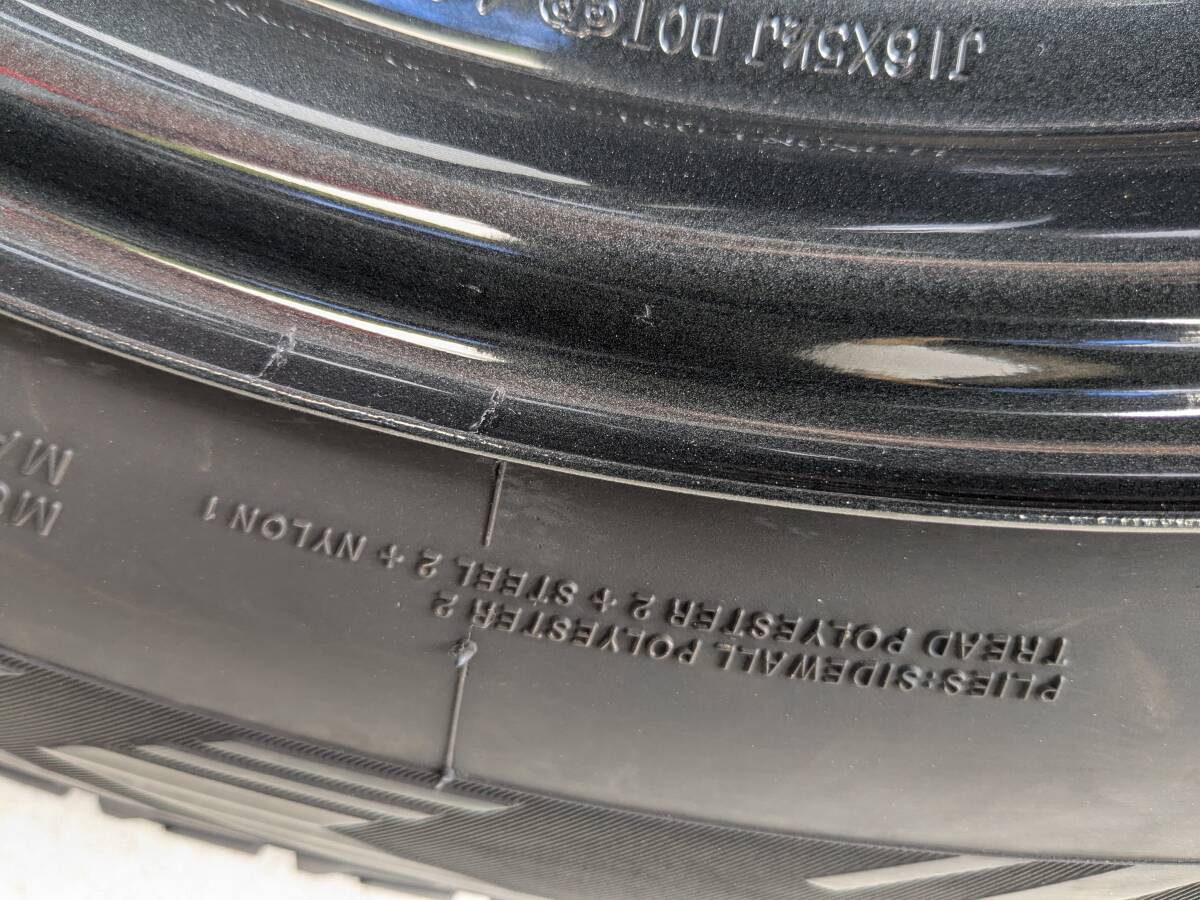 PLIES:SIDEWALL POLYESTER 2
TREAD POLYESTER 2 + STEEL 2 + NYLON 1
J16X5½J DOT